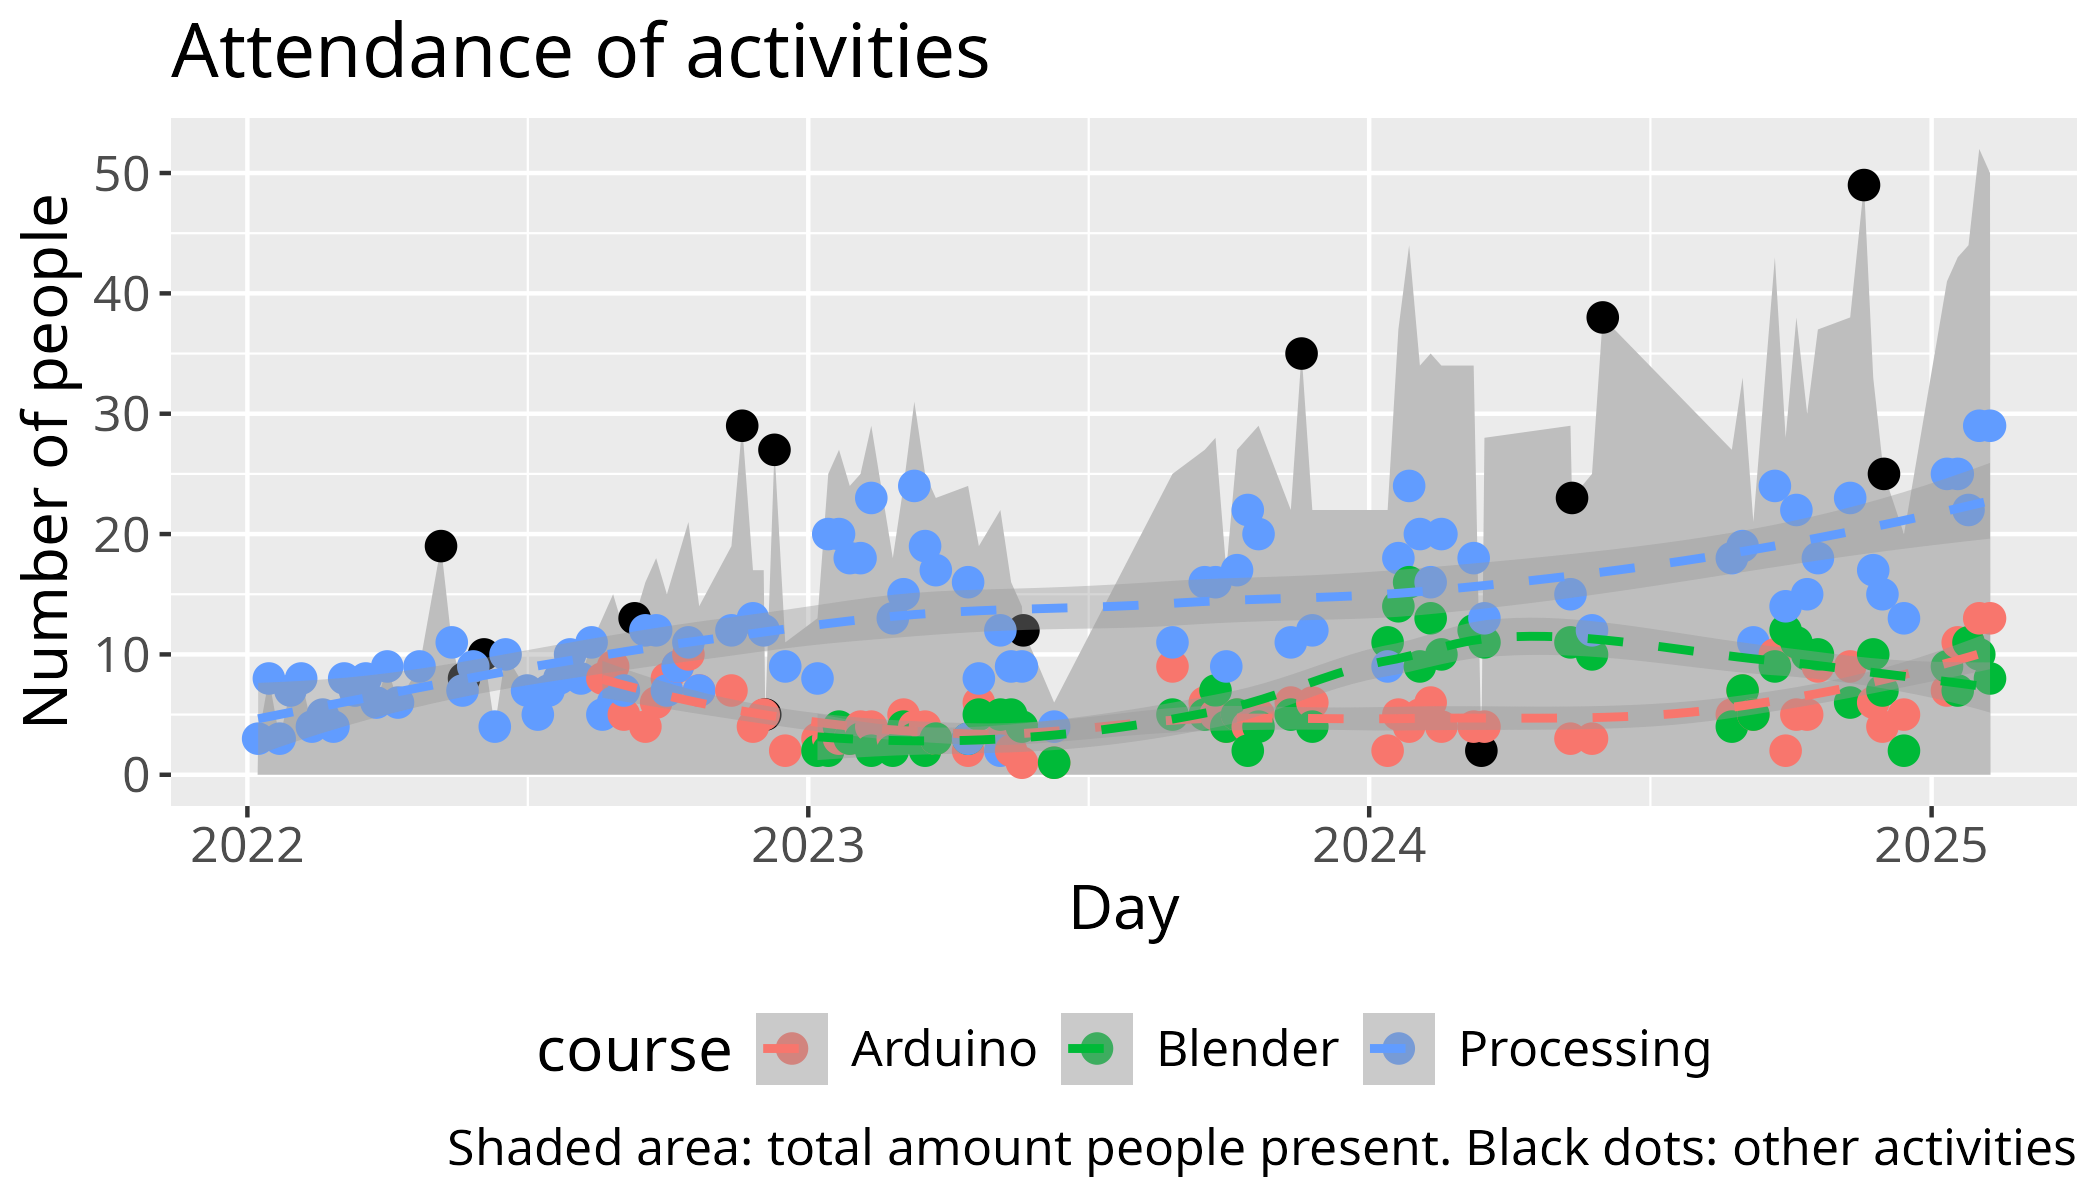 Attendance of activities
Number of people
50
40
30
20
10
0
2022 2023 2024 2025
Day
course Arduino Blender Processing
Shaded area: total amount people present. Black dots: other activities